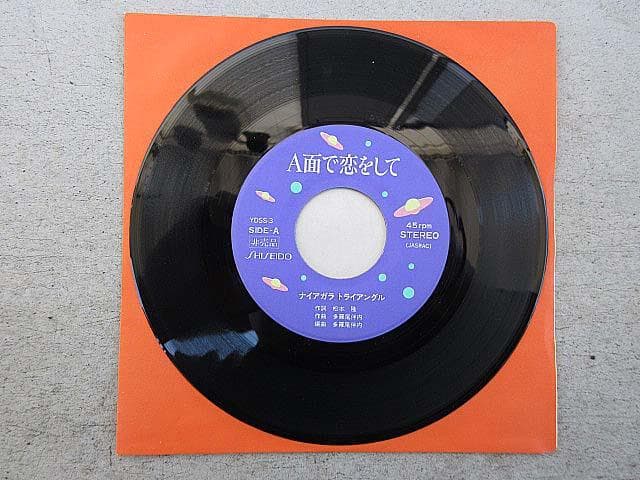 A面で恋をして
YDSS-3
SIDE-A
非売品
SHISEIDO
45rpm
STEREO
(JASRAC)
ナイアガラ トライアングル
作詞 松本 隆
作曲 多羅尾伴内
編曲 多羅尾伴内